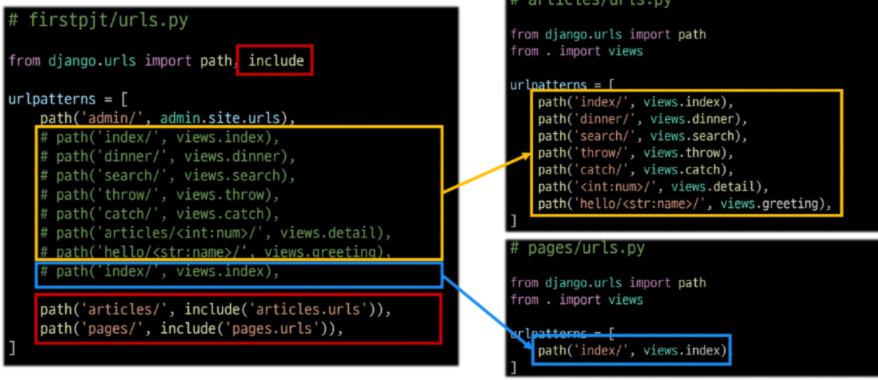 # firstpjt/urls.py
from django.urls import path, include
urlpatterns = [
path('admin/', admin.site.urls),
# path('index/', views.index),
# path('dinner/', views.dinner),
# path('search/', views.search),
# path('throw/', views.throw),
# path('catch/', views.catch),
# path('articles/<int:num>/', views.detail),
# path('hello/<str:name>/', views.greeting),
# path('index/', views.index),
path('articles/', include('articles.urls')),
path('pages/', include('pages.urls')),
]
# articles/urls.py
from django.urls import path
from . import views
urlpatterns = [
path('index/', views.index),
path('dinner/', views.dinner),
path('search/', views.search),
path('throw/', views.throw),
path('catch/', views.catch),
path('<int:num>/', views.detail),
path('hello/<str:name>/', views.greeting),
]
# pages/urls.py
from django.urls import path
from . import views
urlpatterns = [
path('index/', views.index)
]